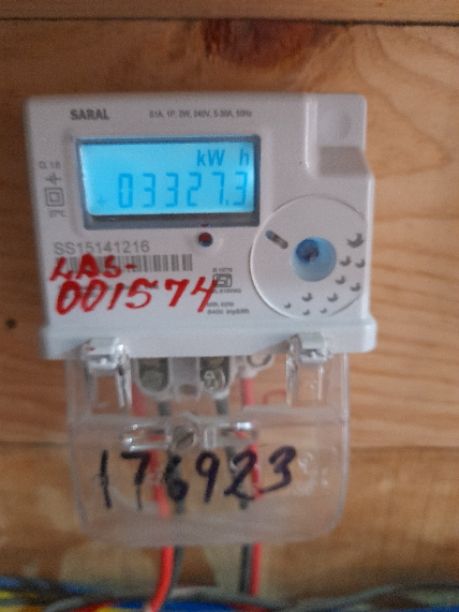 SARAL
kW h
03327.3
SS15141216
LAS-
001574
176923